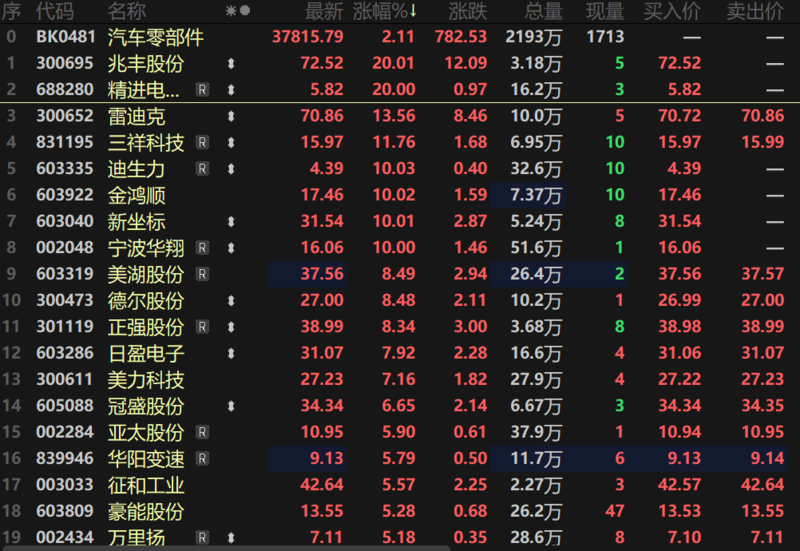 序 代码 名称 最新 涨幅%↓ 涨跌 总量 现量 买入价 卖出价
0 BK0481 汽车零部件 37815.79 2.11 782.53 2193万 1713 — —
1 300695 兆丰股份 72.52 20.01 12.09 3.18万 5 72.52 —
2 688280 精进电... R 5.82 20.00 0.97 16.2万 3 5.82 —
3 300652 雷迪克 70.86 13.56 8.46 10.0万 5 70.72 70.86
4 831195 三祥科技 R 15.97 11.76 1.68 6.95万 10 15.97 15.99
5 603335 迪生力 R 4.39 10.03 0.40 32.6万 10 4.39 —
6 603922 金鸿顺 17.46 10.02 1.59 7.37万 10 17.46 —
7 603040 新坐标 31.54 10.01 2.87 5.24万 8 31.54 —
8 002048 宁波华翔 R 16.06 10.00 1.46 51.6万 1 16.06 —
9 603319 美湖股份 R 37.56 8.49 2.94 26.4万 2 37.56 37.57
10 300473 德尔股份 27.00 8.48 2.11 10.2万 1 26.99 27.00
11 301119 正强股份 R 38.99 8.34 3.00 3.68万 8 38.98 38.99
12 603286 日盈电子 31.07 7.92 2.28 16.6万 4 31.06 31.07
13 300611 美力科技 27.23 7.16 1.82 27.9万 4 27.22 27.23
14 605088 冠盛股份 34.34 6.65 2.14 6.67万 3 34.34 34.35
15 002284 亚太股份 R 10.95 5.90 0.61 37.9万 1 10.94 10.95
16 839946 华阳变速 R 9.13 5.79 0.50 11.7万 6 9.13 9.14
17 003033 征和工业 42.64 5.57 2.25 2.27万 3 42.57 42.64
18 603809 豪能股份 13.55 5.28 0.68 26.2万 47 13.53 13.55
19 002434 万里扬 R 7.11 5.18 0.35 28.6万 8 7.10 7.11